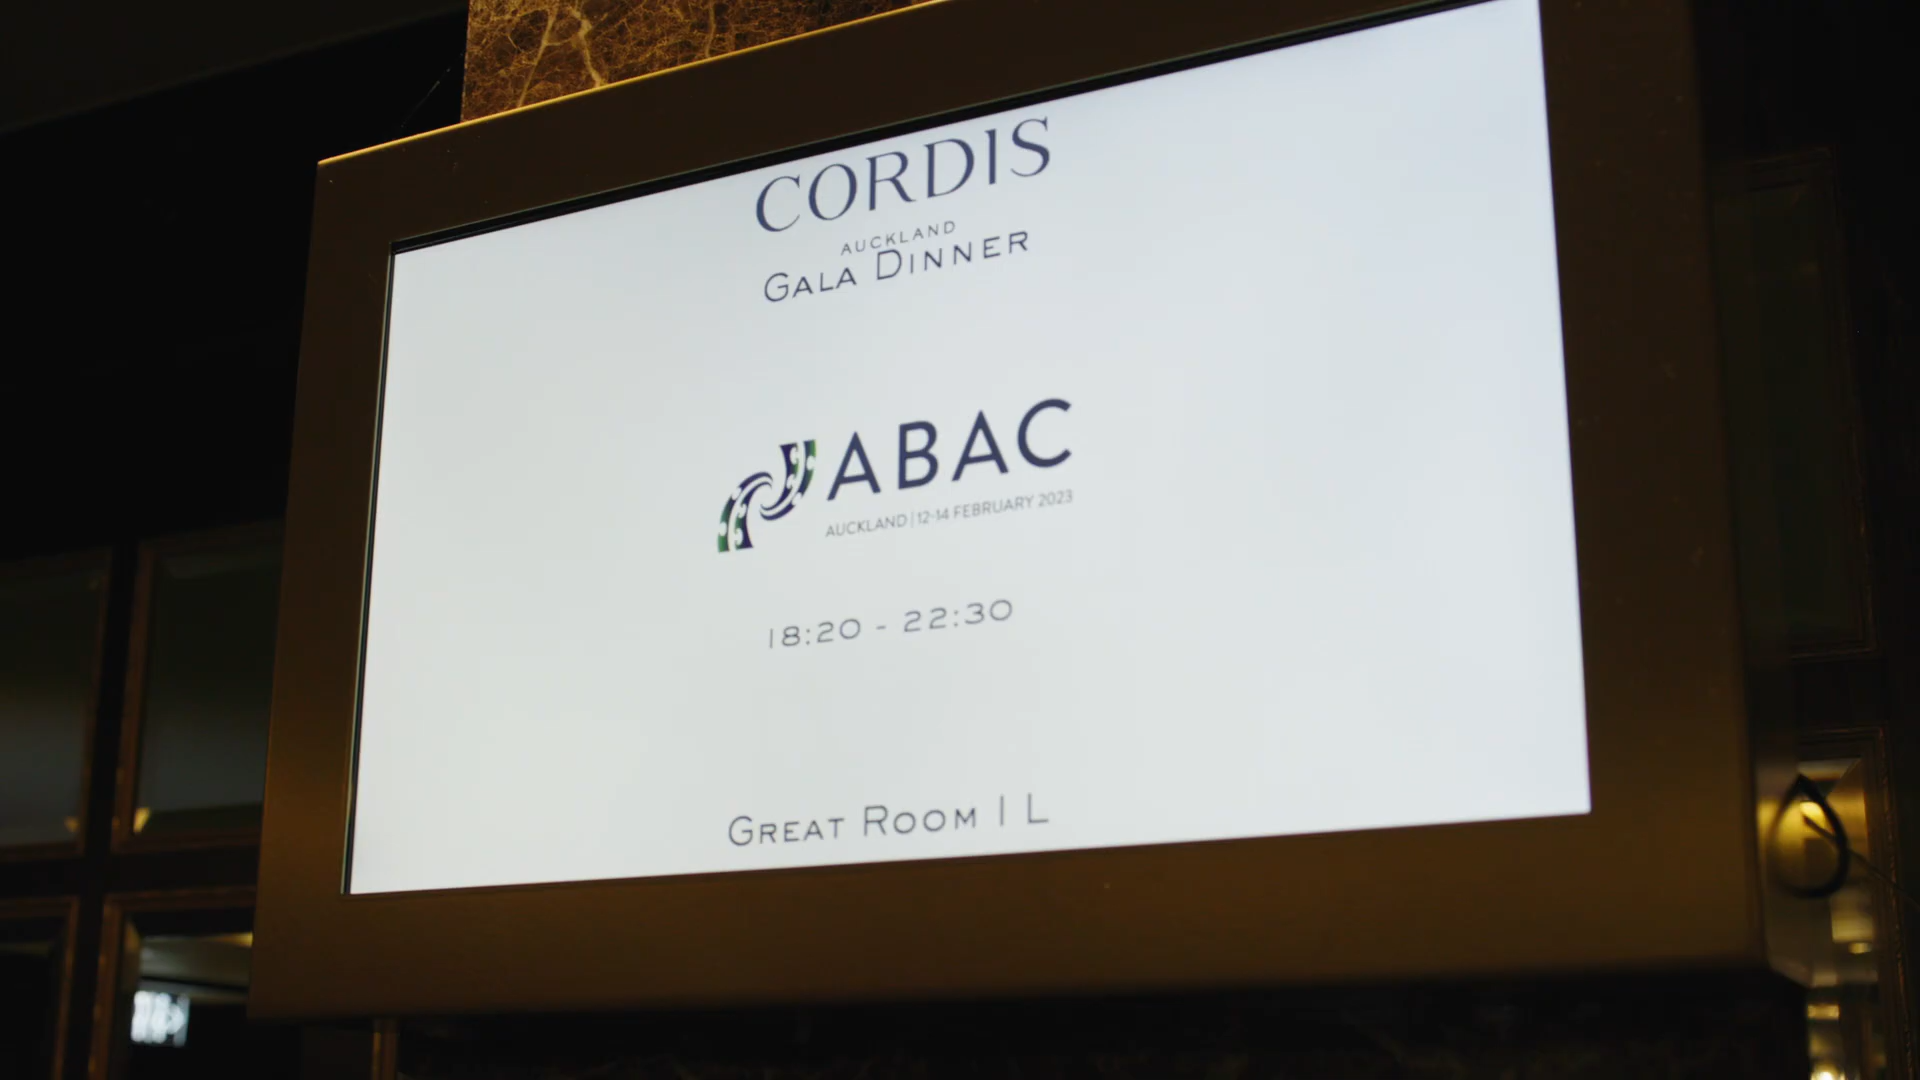 CORDIS
AUCKLAND
GALA DINNER
ABAC
AUCKLAND | 12-14 FEBRUARY 2023
18:20 - 22:30
GREAT ROOM | L